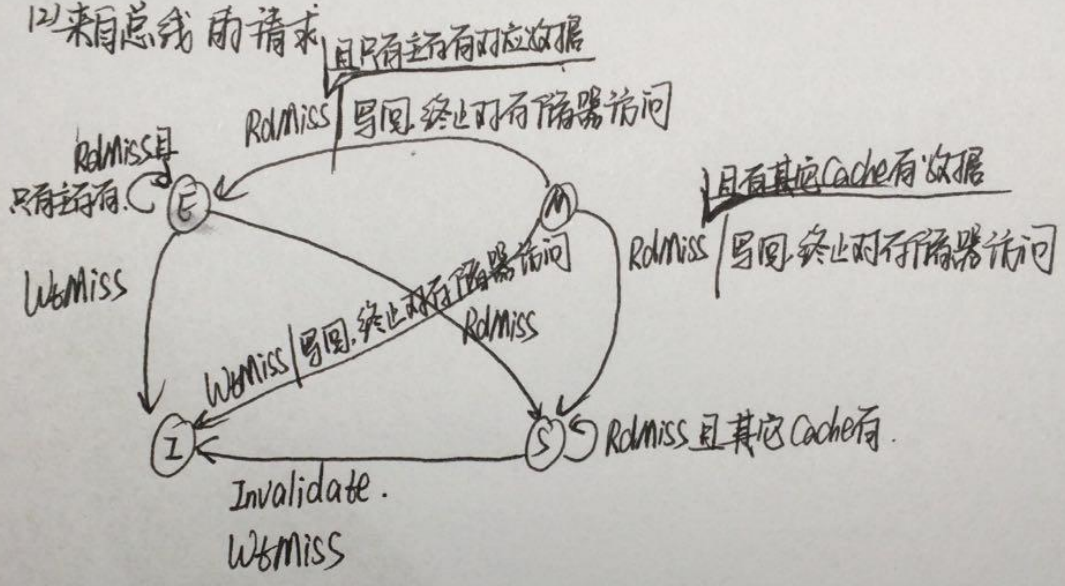 (2)来自总线的请求
且只有主存有对应数据
RdMiss|写回,终止对存储器访问
RdMiss且
只有主存有.
E
M
且有其它Cache有数据
RdMiss|写回,终止对存储器访问
WtMiss
RdMiss
WtMiss|写回,终止对存储器访问
I
S
RdMiss且其它Cache有.
Invalidate.
WtMiss